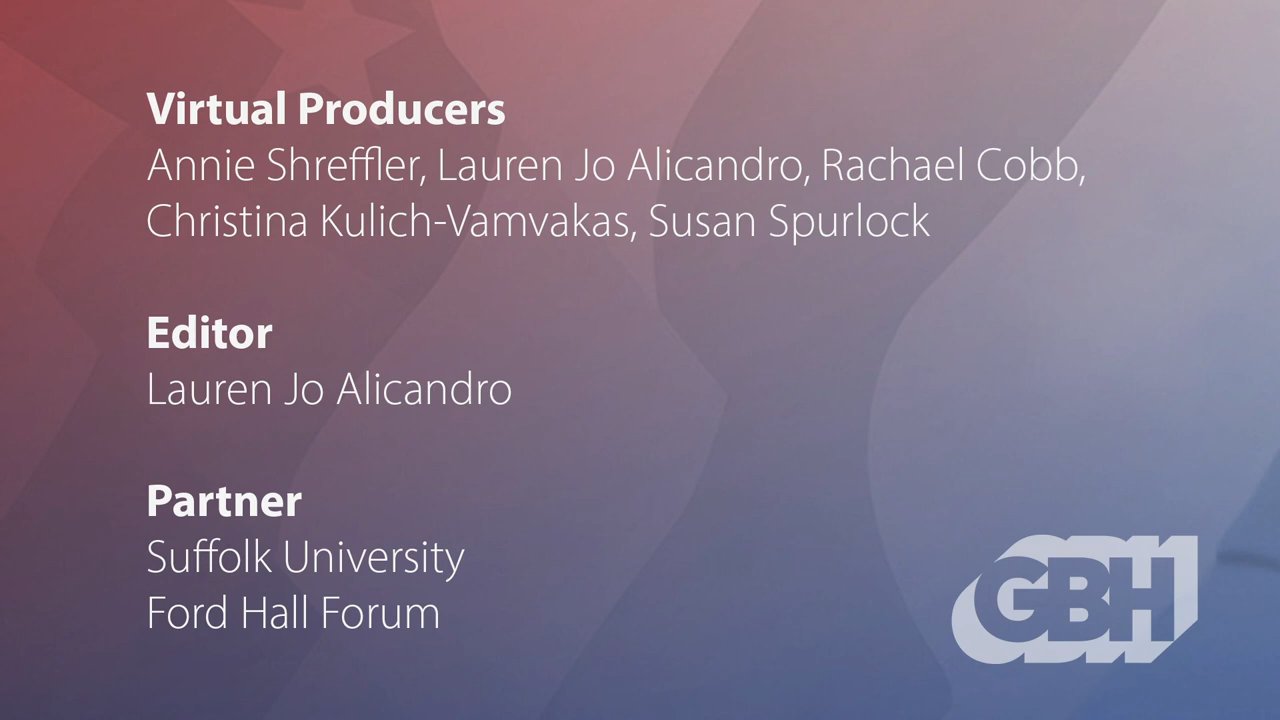 Virtual Producers
Annie Shreffler, Lauren Jo Alicandro, Rachael Cobb,
Christina Kulich-Vamvakas, Susan Spurlock
Editor
Lauren Jo Alicandro
Partner
Suffolk University
Ford Hall Forum
GBH